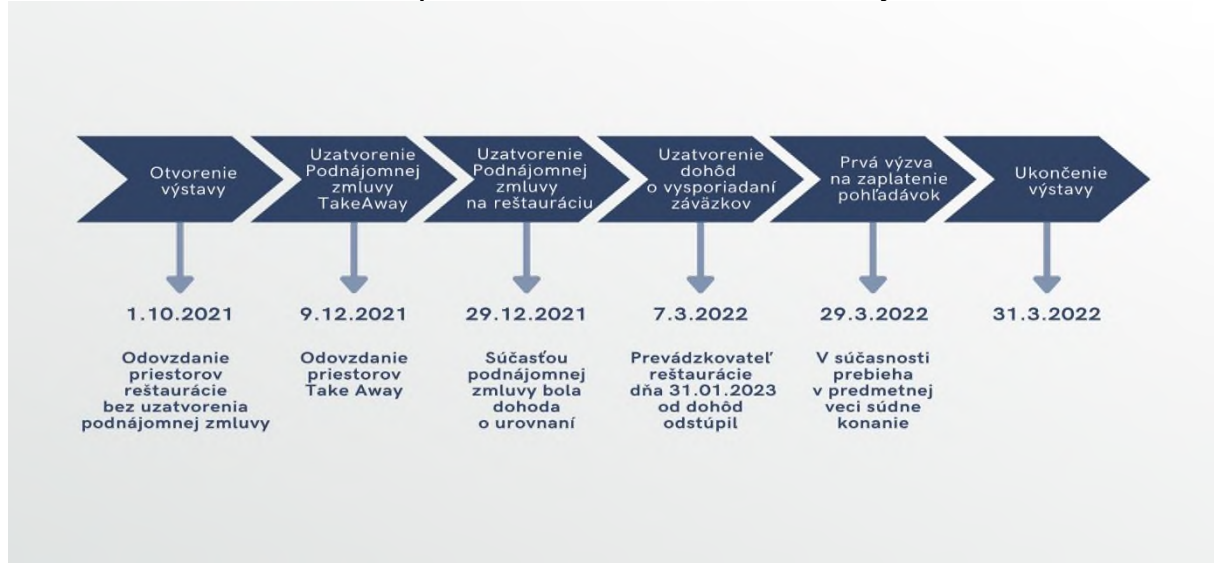 Otvorenie
výstavy
Uzatvorenie
Podnájomnej
zmluvy
TakeAway
Uzatvorenie
Podnájomnej
zmluvy
na reštauráciu
Uzatvorenie
dohôd
o vysporiadaní
záväzkov
Prvá výzva
na zaplatenie
pohľadávok
Ukončenie
výstavy
1.10.2021
9.12.2021
29.12.2021
7.3.2022
29.3.2022
31.3.2022
Odovzdanie
priestorov
reštaurácie
bez uzatvorenia
podnájomnej zmluvy
Odovzdanie
priestorov
Take Away
Súčasťou
podnájomnej
zmluvy bola
dohoda
o urovnaní
Prevádzkovateľ
reštaurácie
dňa 31.01.2023
od dohôd
odstúpil
V súčasnosti
prebieha
v predmetnej
veci súdne
konanie